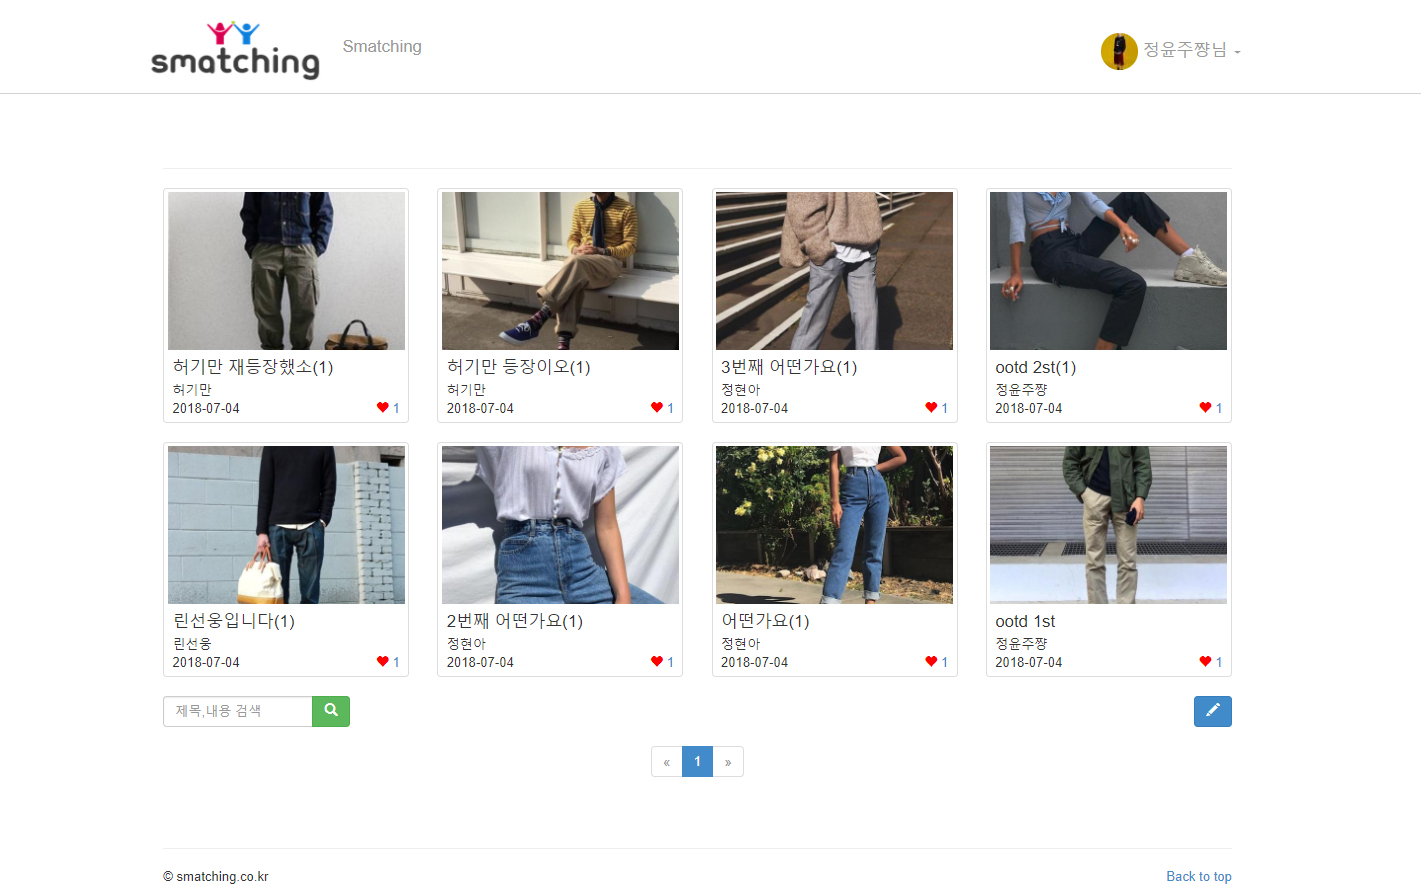 smatching
Smatching
정윤주쨩님
허기만 재등장했소(1)
허기만
2018-07-04
1
허기만 등장이오(1)
허기만
2018-07-04
1
3번째 어떤가요(1)
정현아
2018-07-04
1
ootd 2st(1)
정윤주쨩
2018-07-04
1
린선웅입니다(1)
린선웅
2018-07-04
1
2번째 어떤가요(1)
정현아
2018-07-04
1
어떤가요(1)
정현아
2018-07-04
1
ootd 1st
정윤주쨩
2018-07-04
1
제목,내용 검색
« 1 »
© smatching.co.kr
Back to top